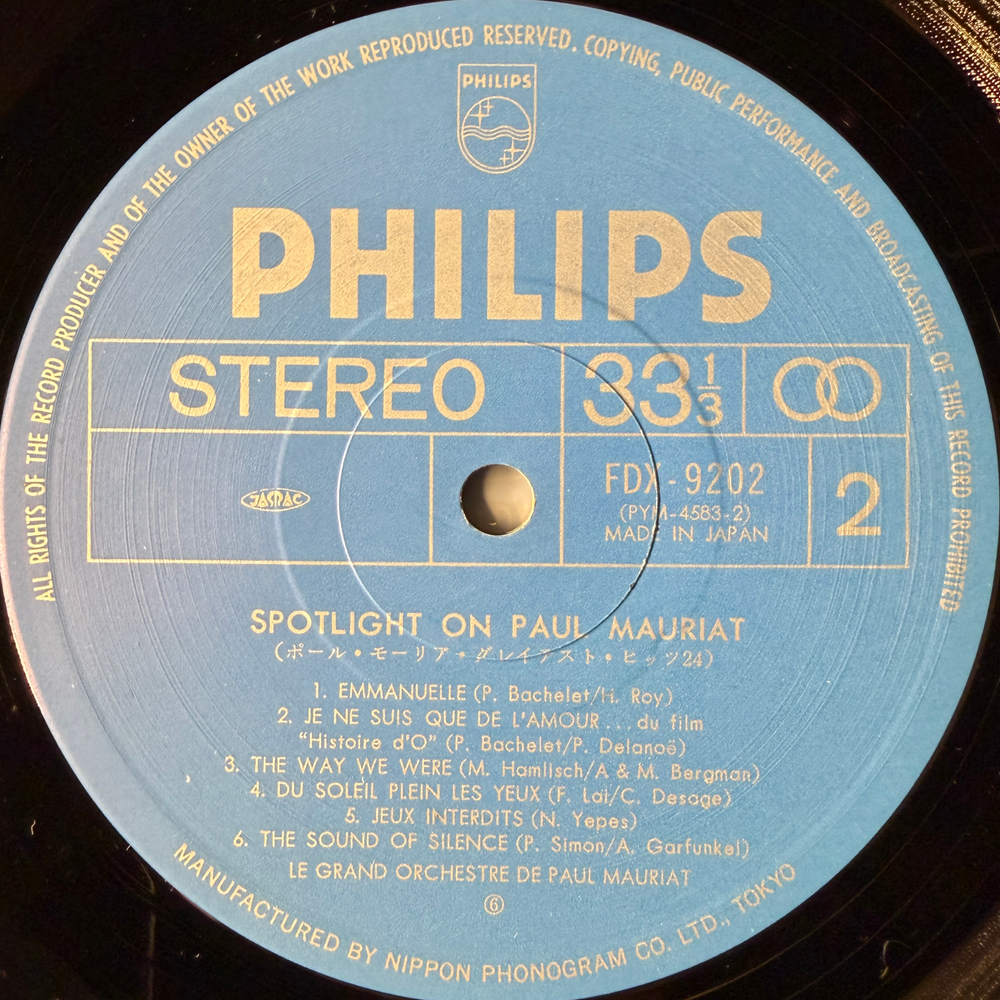 ALL RIGHTS OF THE RECORD PRODUCER AND OF THE OWNER OF THE WORK REPRODUCED RESERVED. COPYING, PUBLIC PERFORMANCE AND BROADCASTING OF THIS RECORD PROHIBITED
PHILIPS
PHILIPS
STEREO
33 1/3
JASRAC
FDX-9202
(PYM-4583-2)
MADE IN JAPAN
2
SPOTLIGHT ON PAUL MAURIAT
(ポール・モーリア・グレイテスト・ヒッツ24)
1. EMMANUELLE (P. Bachelet/H. Roy)
2. JE NE SUIS QUE DE L'AMOUR... du film
"Histoire d'O" (P. Bachelet/P. Delanoë)
3. THE WAY WE WERE (M. Hamlisch/A & M. Bergman)
4. DU SOLEIL PLEIN LES YEUX (F. Lai/C. Desage)
5. JEUX INTERDITS (N. Yepes)
6. THE SOUND OF SILENCE (P. Simon/A. Garfunkel)
LE GRAND ORCHESTRE DE PAUL MAURIAT
⑥
MANUFACTURED BY NIPPON PHONOGRAM CO. LTD., TOKYO